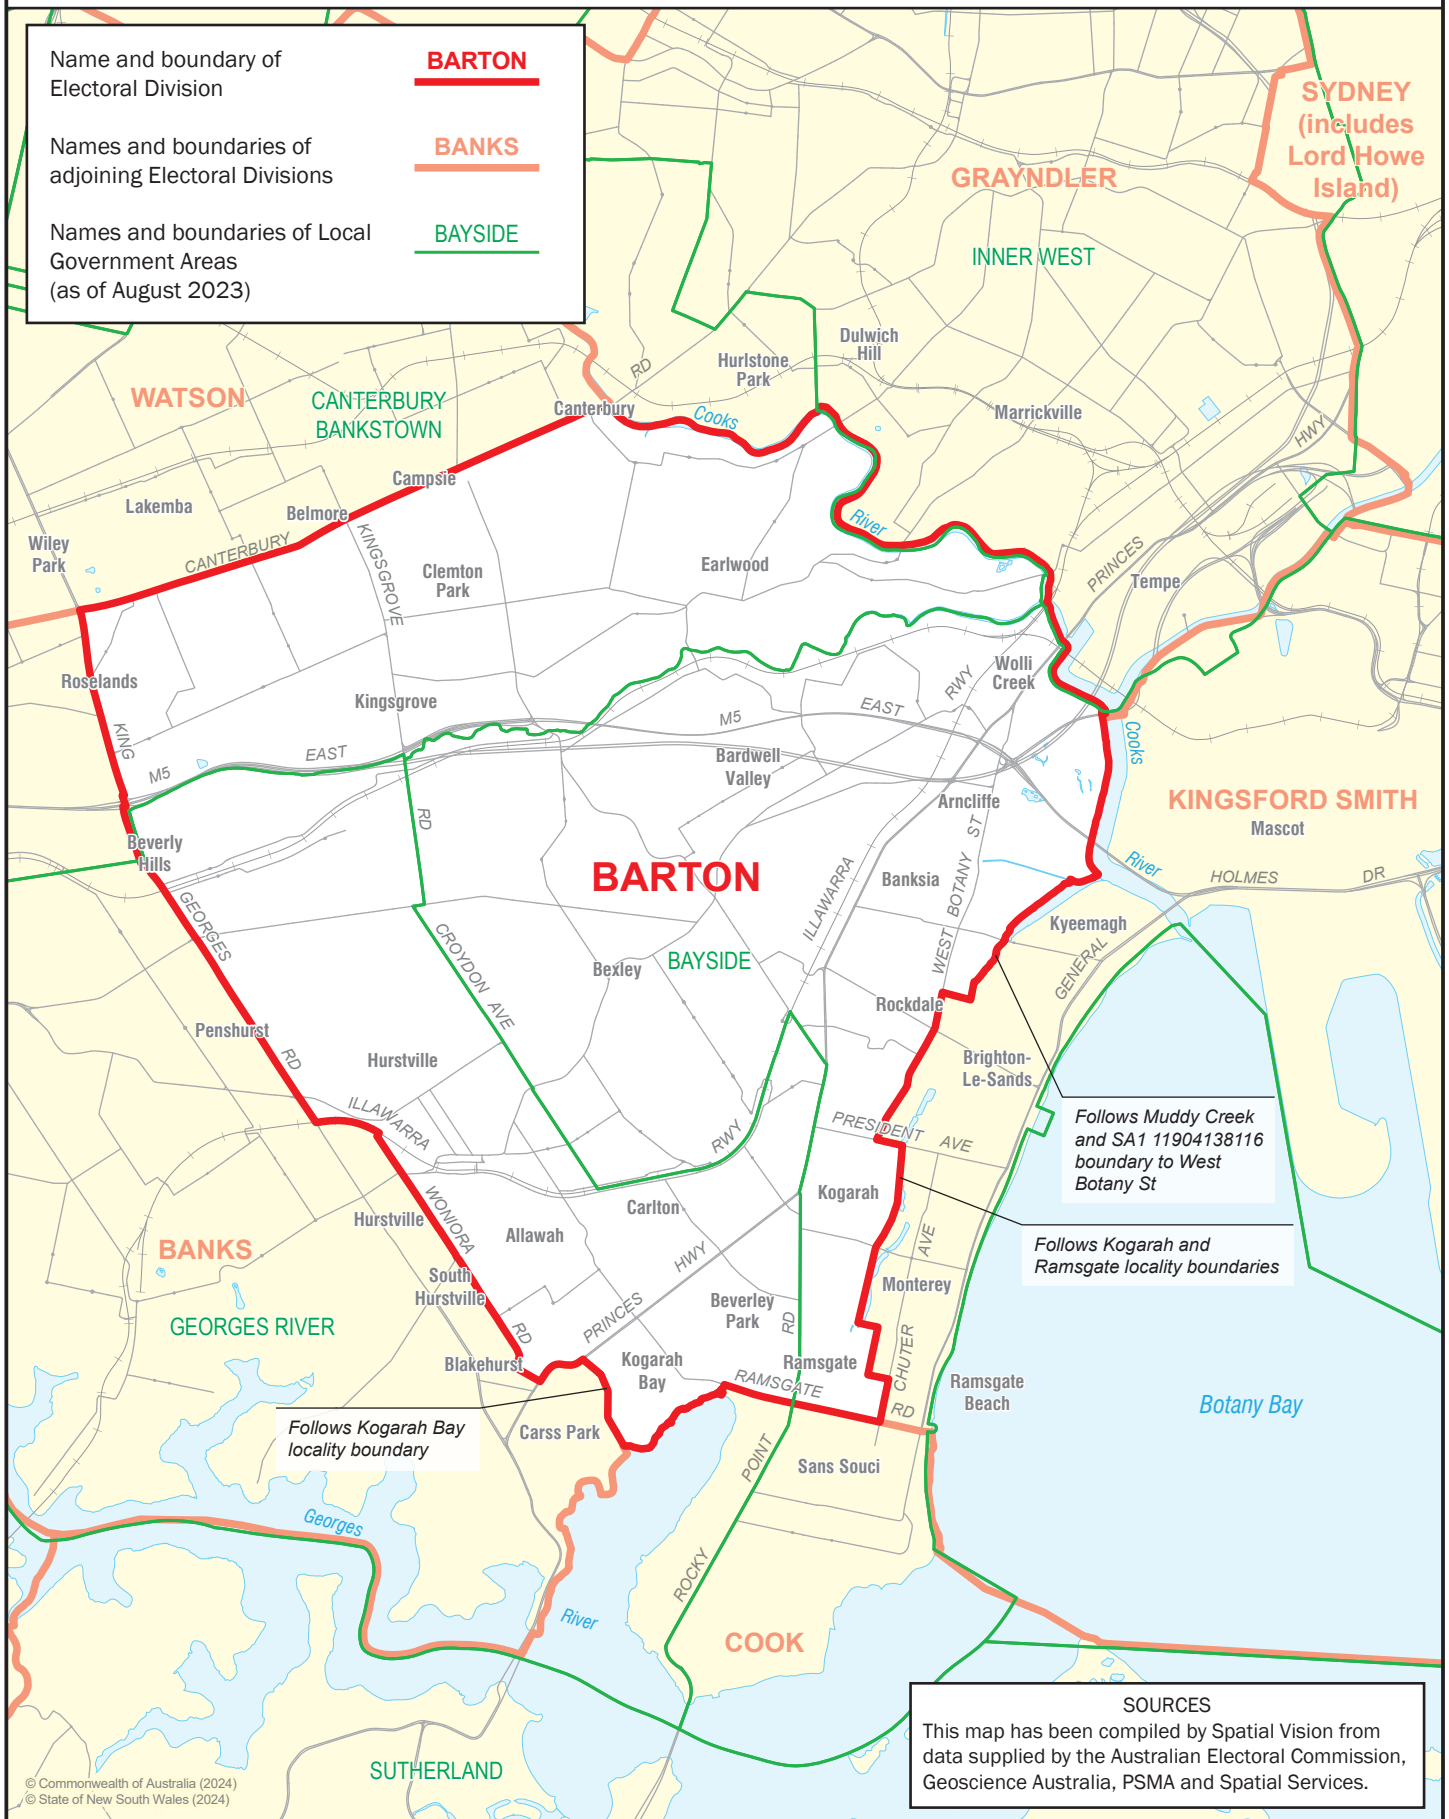 Name and boundary of
Electoral Division
BARTON
Names and boundaries of
adjoining Electoral Divisions
BANKS
Names and boundaries of Local
Government Areas
(as of August 2023)
BAYSIDE
SYDNEY
(includes
Lord Howe
Island)
GRAYNDLER
INNER WEST
Dulwich
Hill
Hurlstone
Park
RD
WATSON
CANTERBURY
BANKSTOWN
Canterbury
Cooks
Marrickville
HWY
Campsie
Lakemba
Belmore
River
Wiley
Park
CANTERBURY
KINGSGROVE
Clemton
Park
Earlwood
PRINCES
Tempe
Roselands
Kingsgrove
Wolli
Creek
RWY
KING
M5
EAST
M5
EAST
Cooks
Bardwell
Valley
Arncliffe
KINGSFORD SMITH
Mascot
RD
ST
Beverly
Hills
BARTON
ILLAWARRA
Banksia
BOTANY
WEST
River
HOLMES
DR
GEORGES
CROYDON
AVE
Bexley
BAYSIDE
Kyeemagh
GENERAL
Rockdale
Penshurst
RD
Hurstville
Brighton-
Le-Sands
ILLAWARRA
RWY
PRESIDENT
AVE
Follows Muddy Creek
and SA1 11904138116
boundary to West
Botany St
Kogarah
Carlton
WONIORA
Hurstville
Allawah
AVE
BANKS
HWY
Follows Kogarah and
Ramsgate locality boundaries
South
Hurstville
Monterey
GEORGES RIVER
PRINCES
Beverley
Park
RD
RD
CHUTER
Blakehurst
Kogarah
Bay
Ramsgate
RAMSGATE
RD
Ramsgate
Beach
Botany Bay
Follows Kogarah Bay
locality boundary
Carss Park
POINT
Sans Souci
Georges
ROCKY
River
COOK
SUTHERLAND
SOURCES
This map has been compiled by Spatial Vision from
data supplied by the Australian Electoral Commission,
Geoscience Australia, PSMA and Spatial Services.
© Commonwealth of Australia (2024)
© State of New South Wales (2024)